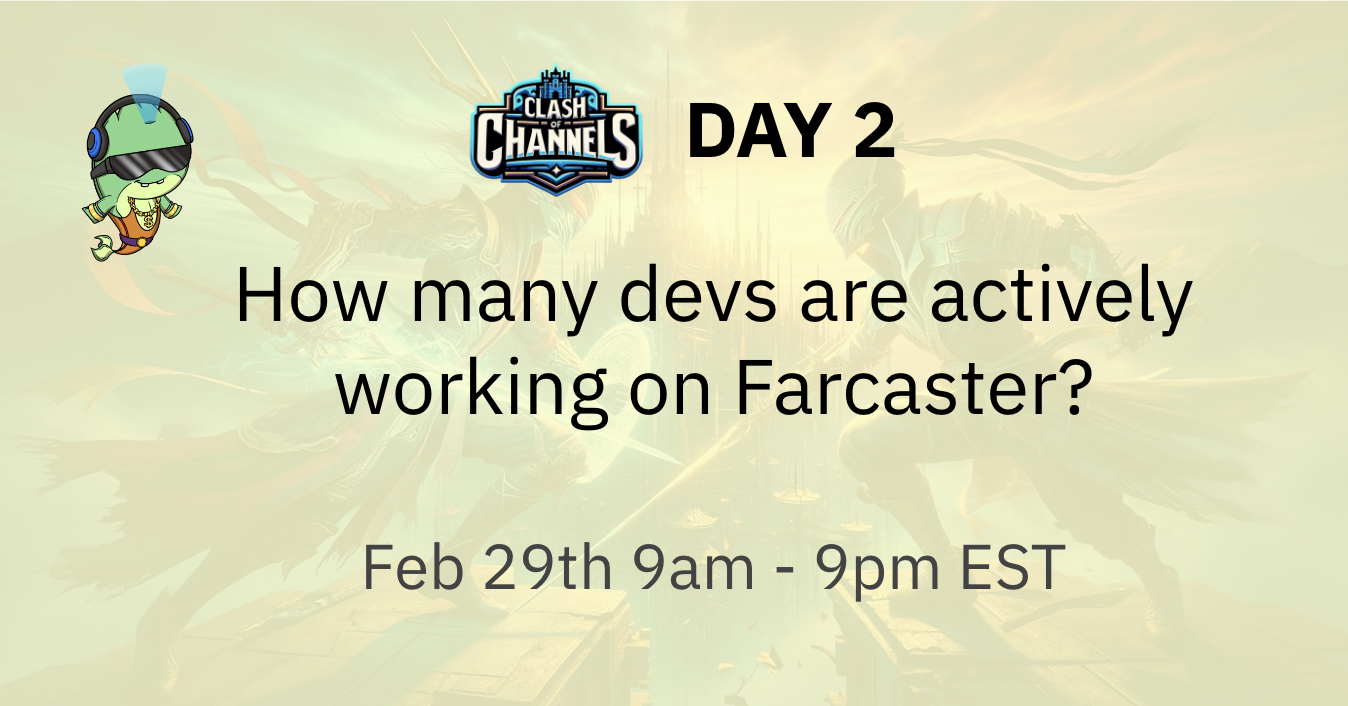 CLASH
OF
CHANNELS
DAY 2
How many devs are actively
working on Farcaster?
Feb 29th 9am - 9pm EST